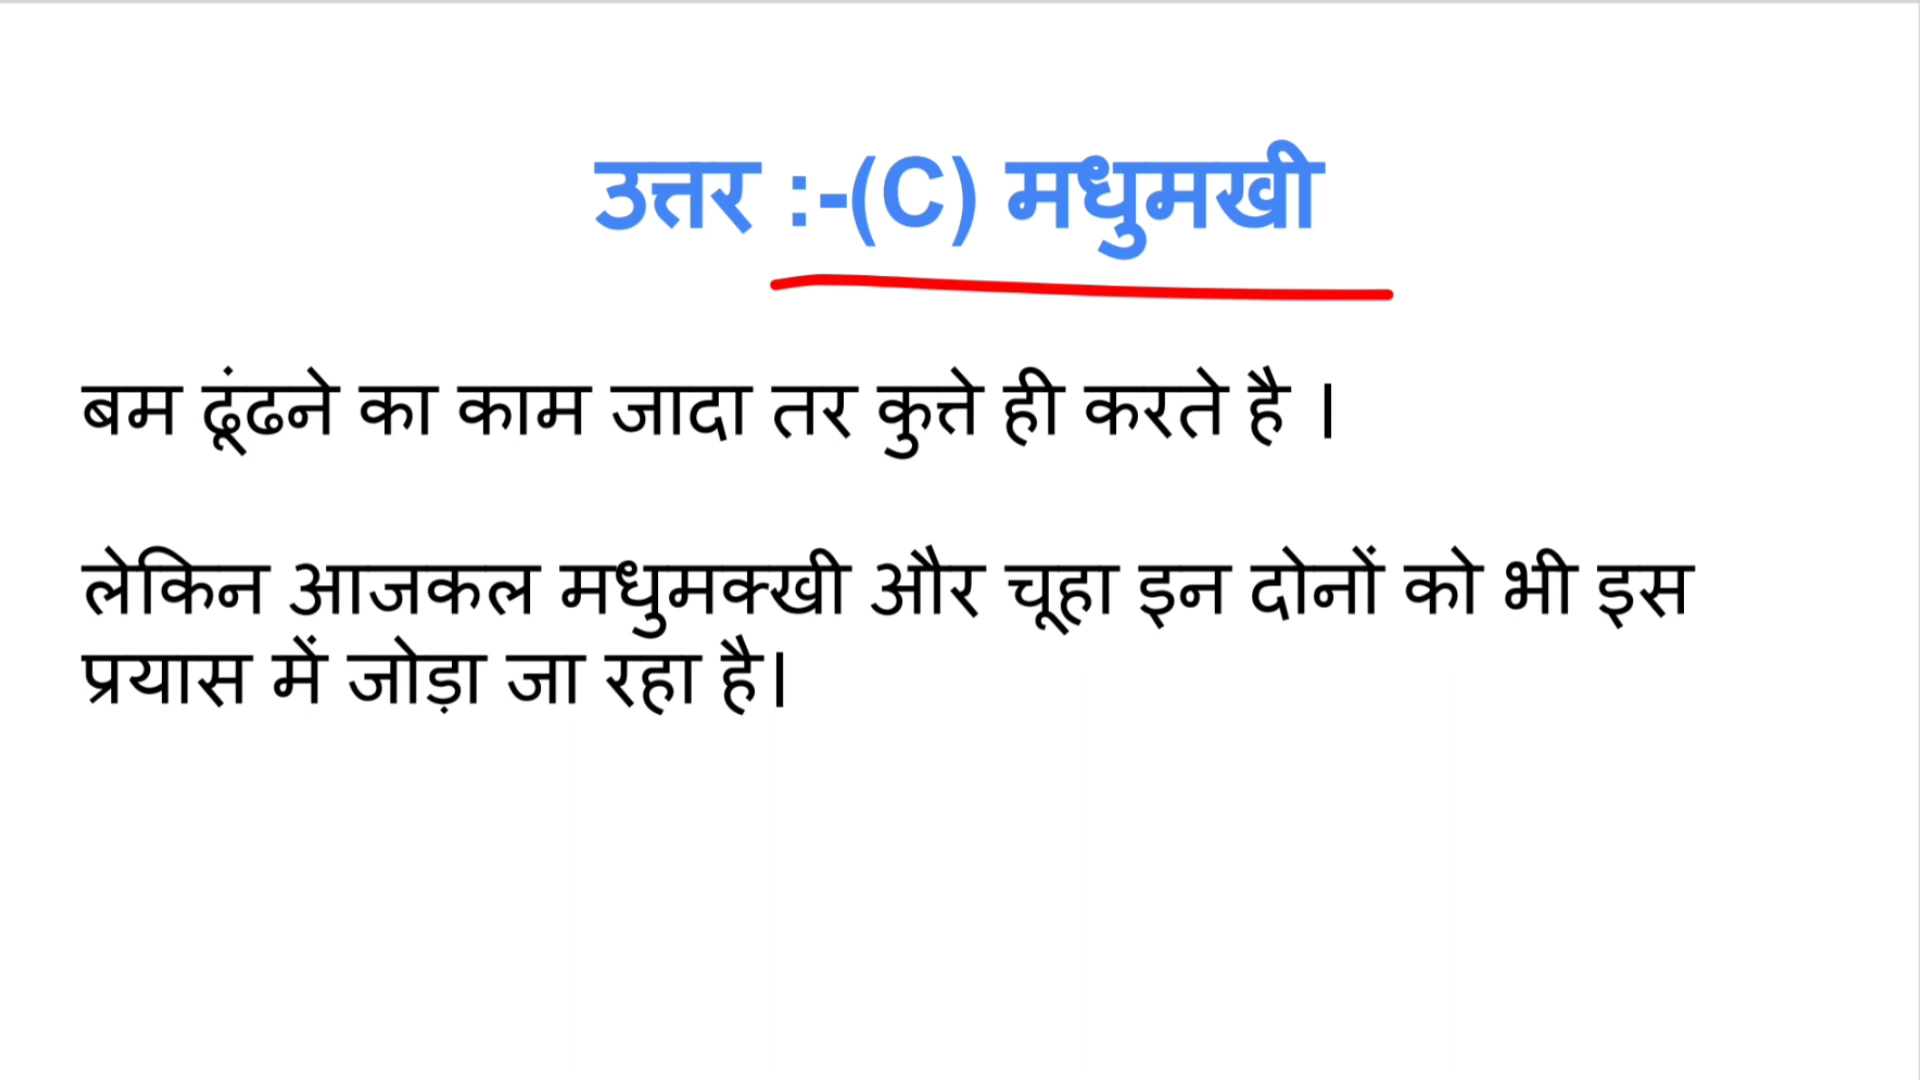 उत्तर :-(C) मधुमखी
बम ढूंढने का काम जादा तर कुत्ते ही करते है ।
लेकिन आजकल मधुमक्खी और चूहा इन दोनों को भी इस
प्रयास में जोड़ा जा रहा है।